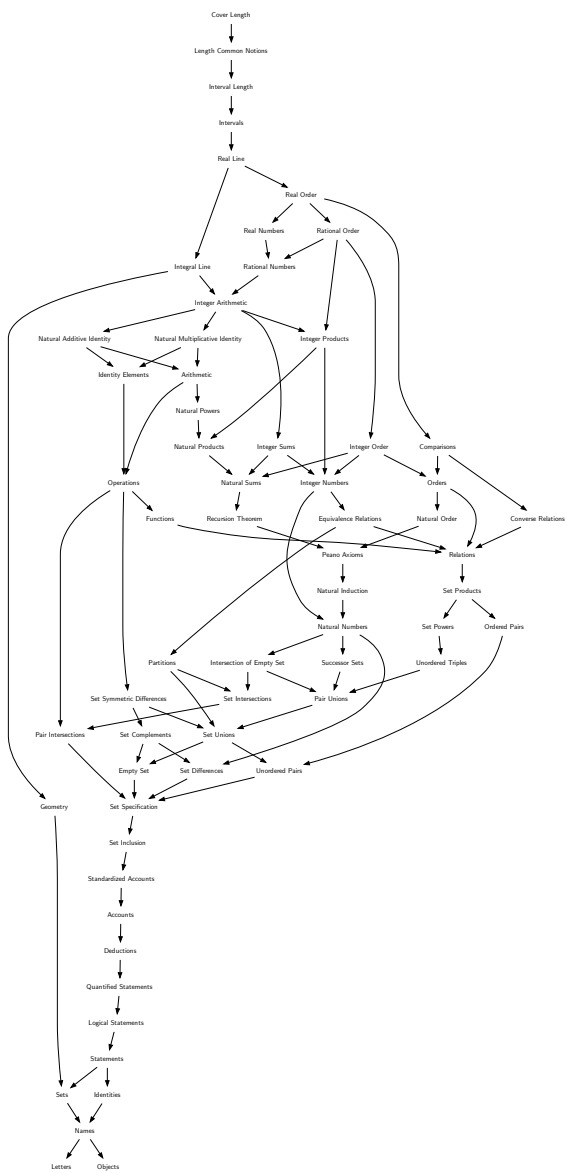 Cover Length
Length Common Notions
Interval Length
Intervals
Real Line
Real Order
Real Numbers
Rational Order
Integral Line
Rational Numbers
Integer Arithmetic
Natural Additive Identity
Natural Multiplicative Identity
Integer Products
Identity Elements
Arithmetic
Natural Powers
Natural Products
Integer Sums
Integer Order
Comparisons
Operations
Natural Sums
Integer Numbers
Orders
Functions
Recursion Theorem
Equivalence Relations
Natural Order
Converse Relations
Peano Axioms
Relations
Natural Induction
Set Products
Natural Numbers
Set Powers
Ordered Pairs
Partitions
Intersection of Empty Set
Successor Sets
Unordered Triples
Set Symmetric Differences
Set Intersections
Pair Unions
Pair Intersections
Set Complements
Set Unions
Empty Set
Set Differences
Unordered Pairs
Geometry
Set Specification
Set Inclusion
Standardized Accounts
Accounts
Deductions
Quantified Statements
Logical Statements
Statements
Sets
Identities
Names
Letters
Objects